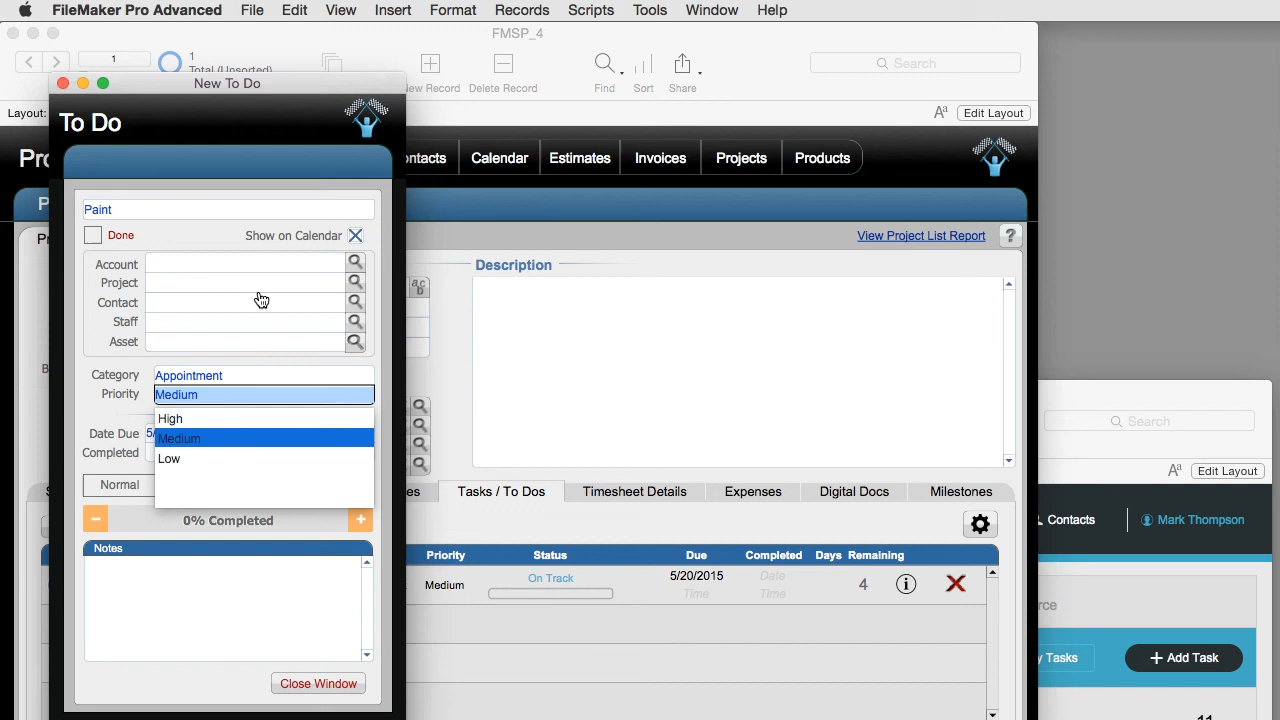 FileMaker Pro Advanced File Edit View Insert Format Records Scripts Tools Window Help
FMSP_4
1
1
Total (Unsorted)
New Record Delete Record Find Sort Share
Search
Layout:
Edit Layout
New To Do
To Do
Calendar Estimates Invoices Projects Products
Paint
Done Show on Calendar
Account
Project
Contact
Staff
Asset
Category Appointment
Priority Medium
High
Medium
Low
Date Due 5/
Completed
Normal
- 0% Completed +
Notes
Close Window
View Project List Report ?
Description
Tasks / To Dos Timesheet Details Expenses Digital Docs Milestones
Priority Status Due Completed Days Remaining
Medium On Track 5/20/2015 Date 4
Time Time
Search
Edit Layout
Contacts Mark Thompson
Tasks
+ Add Task